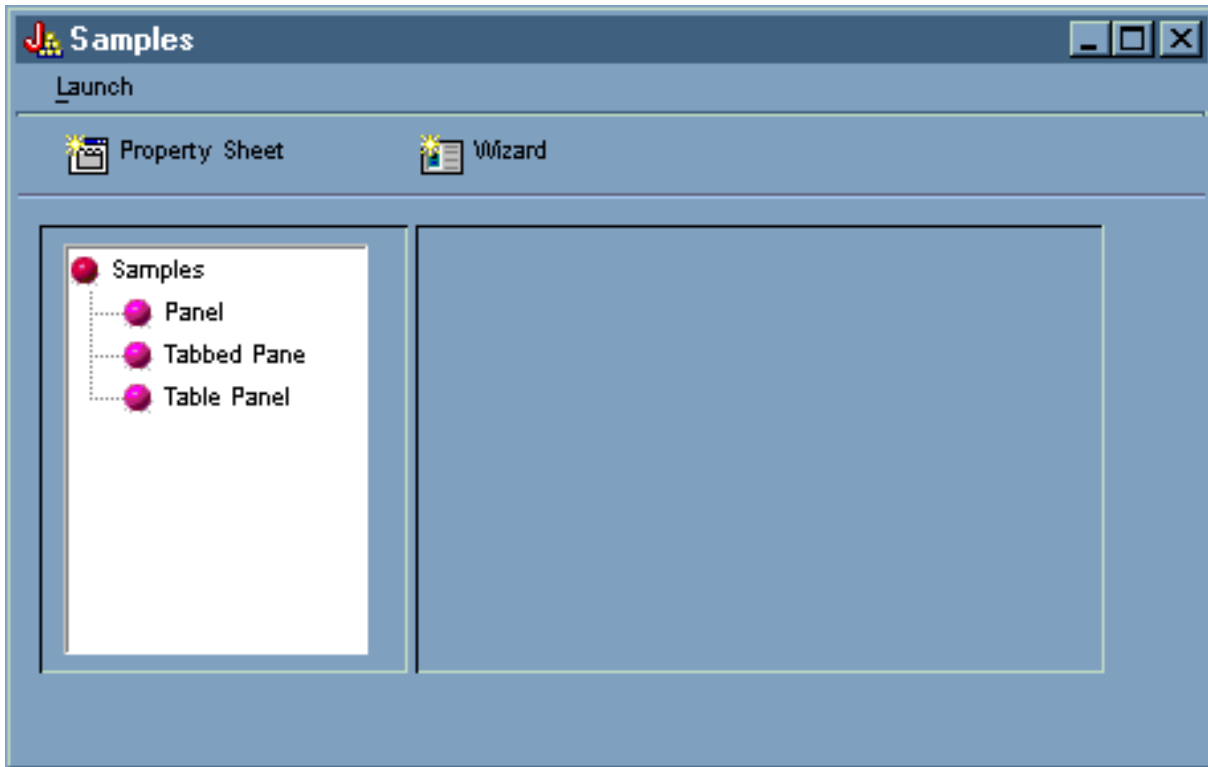 Samples
Launch
Property Sheet Wizard
Samples
Panel
Tabbed Pane
Table Panel